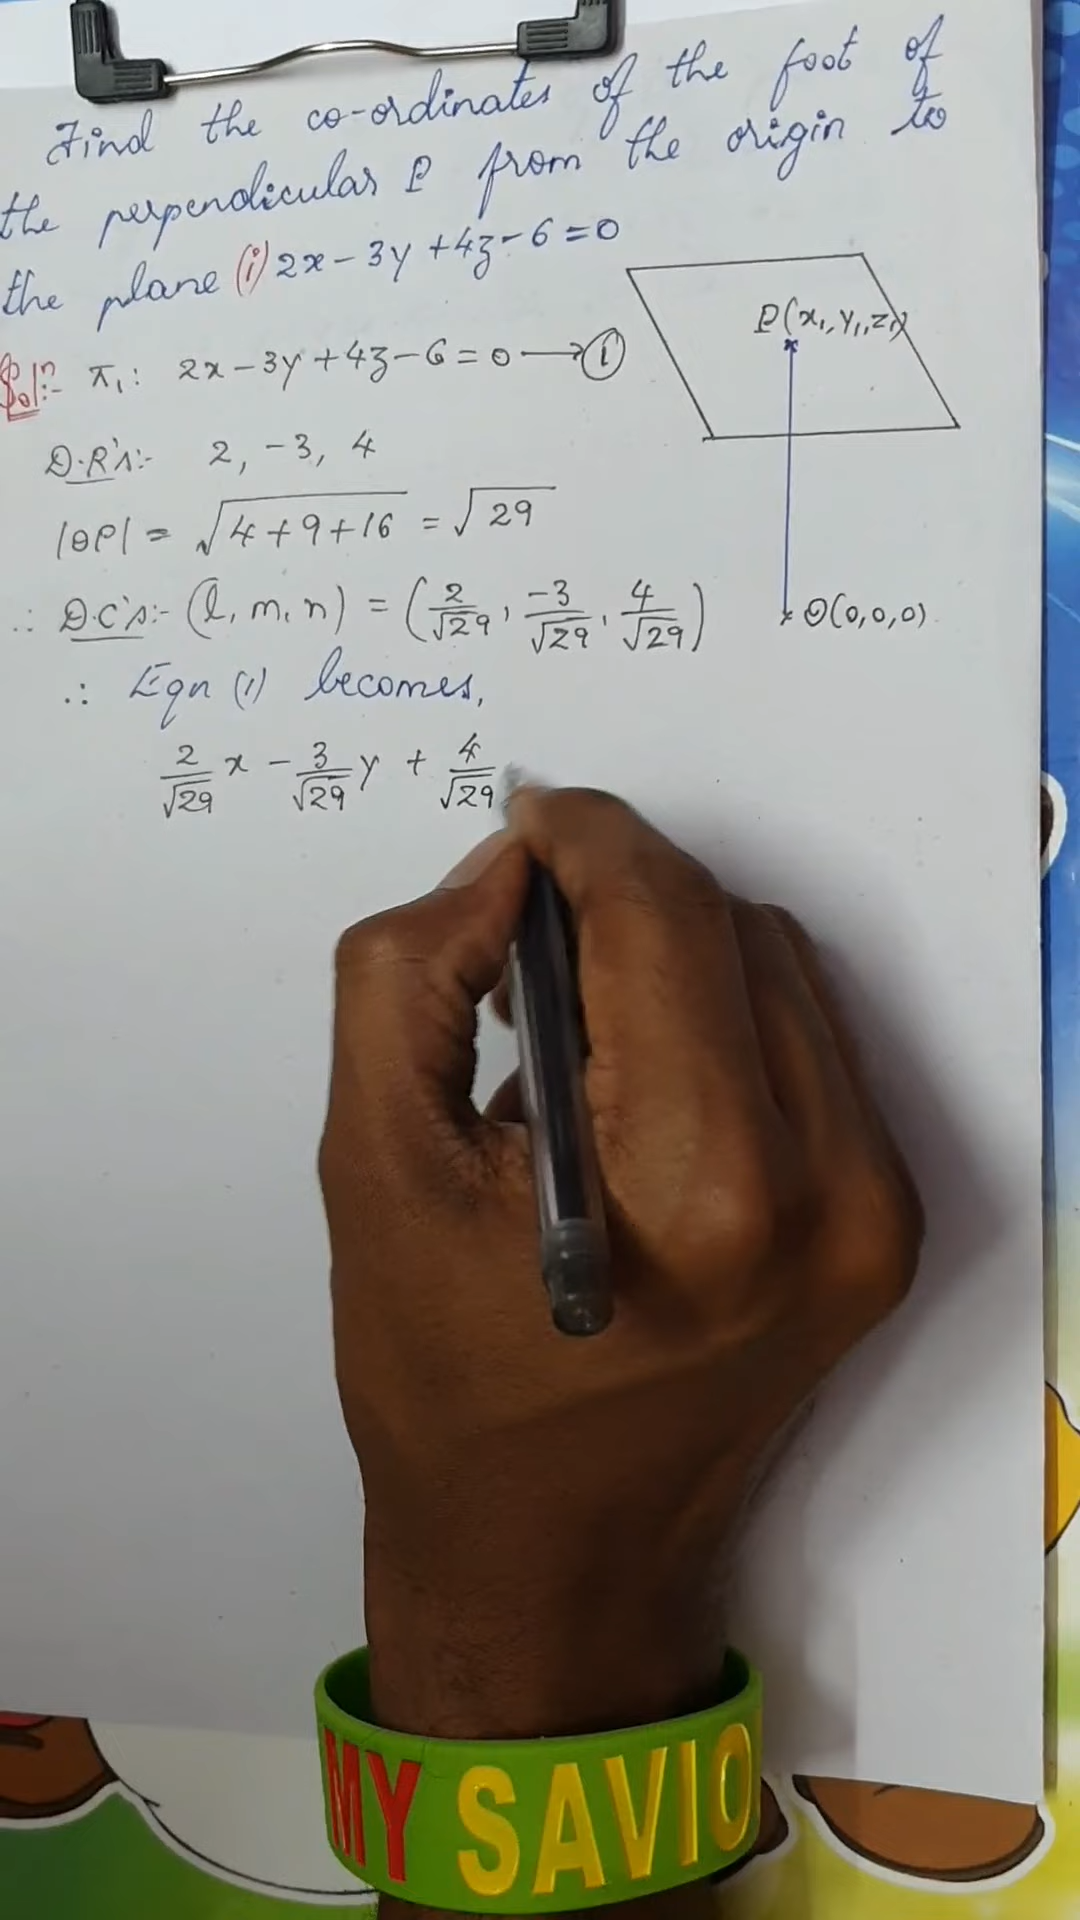 Find the co-ordinates of the foot of
the perpendicular P from the origin to
the plane (i) 2x - 3y + 4z - 6 = 0
Sol:- π₁: 2x - 3y + 4z - 6 = 0 → ①
P(x₁, y₁, z₁)
D.R's:- 2, -3, 4
|OP| = √(4 + 9 + 16) = √29
∴ D.C's:- (l, m, n) = (2/√29, -3/√29, 4/√29)
O(0, 0, 0)
∴ Eqn (1) becomes,
2/√29 x - 3/√29 y + 4/√29
MY SAVIO